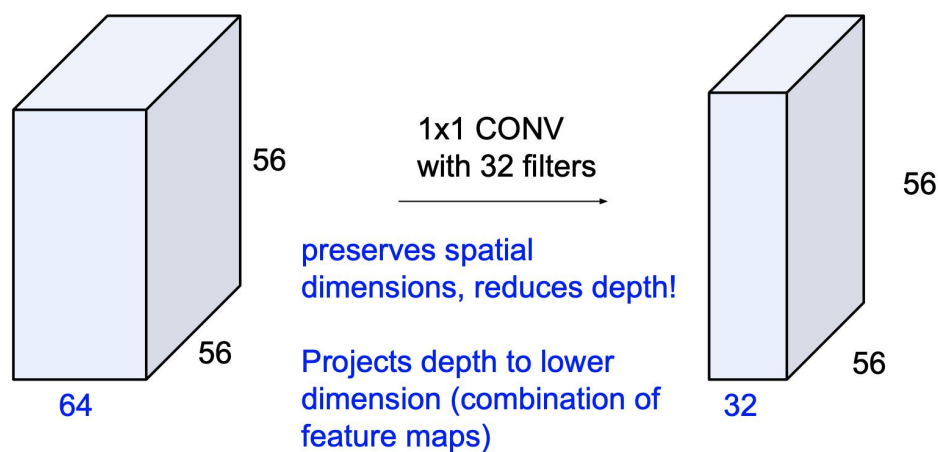 56
56
64
1x1 CONV
with 32 filters
preserves spatial
dimensions, reduces depth!
Projects depth to lower
dimension (combination of
feature maps)
56
56
32